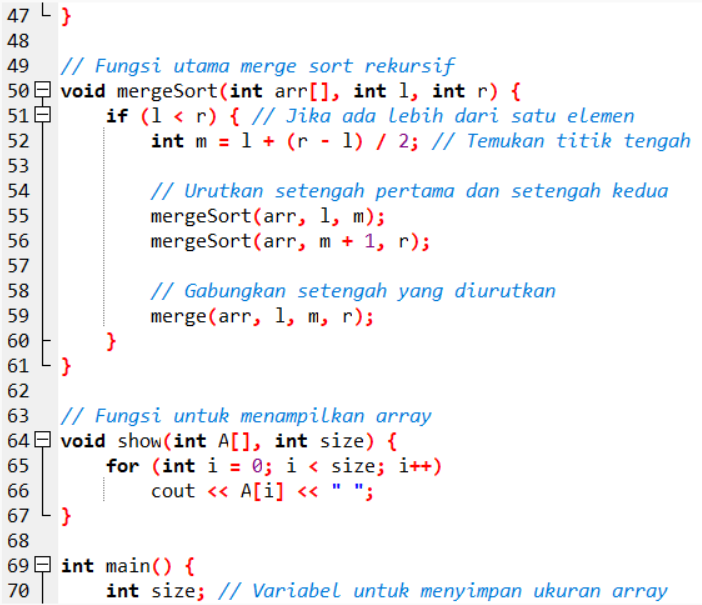 47 }
48
49 // Fungsi utama merge sort rekursif
50 void mergeSort(int arr[], int l, int r) {
51     if (l < r) { // Jika ada lebih dari satu elemen
52         int m = l + (r - l) / 2; // Temukan titik tengah
53
54         // Urutkan setengah pertama dan setengah kedua
55         mergeSort(arr, l, m);
56         mergeSort(arr, m + 1, r);
57
58         // Gabungkan setengah yang diurutkan
59         merge(arr, l, m, r);
60     }
61 }
62
63 // Fungsi untuk menampilkan array
64 void show(int A[], int size) {
65     for (int i = 0; i < size; i++)
66         cout << A[i] << " ";
67 }
68
69 int main() {
70     int size; // Variabel untuk menyimpan ukuran array